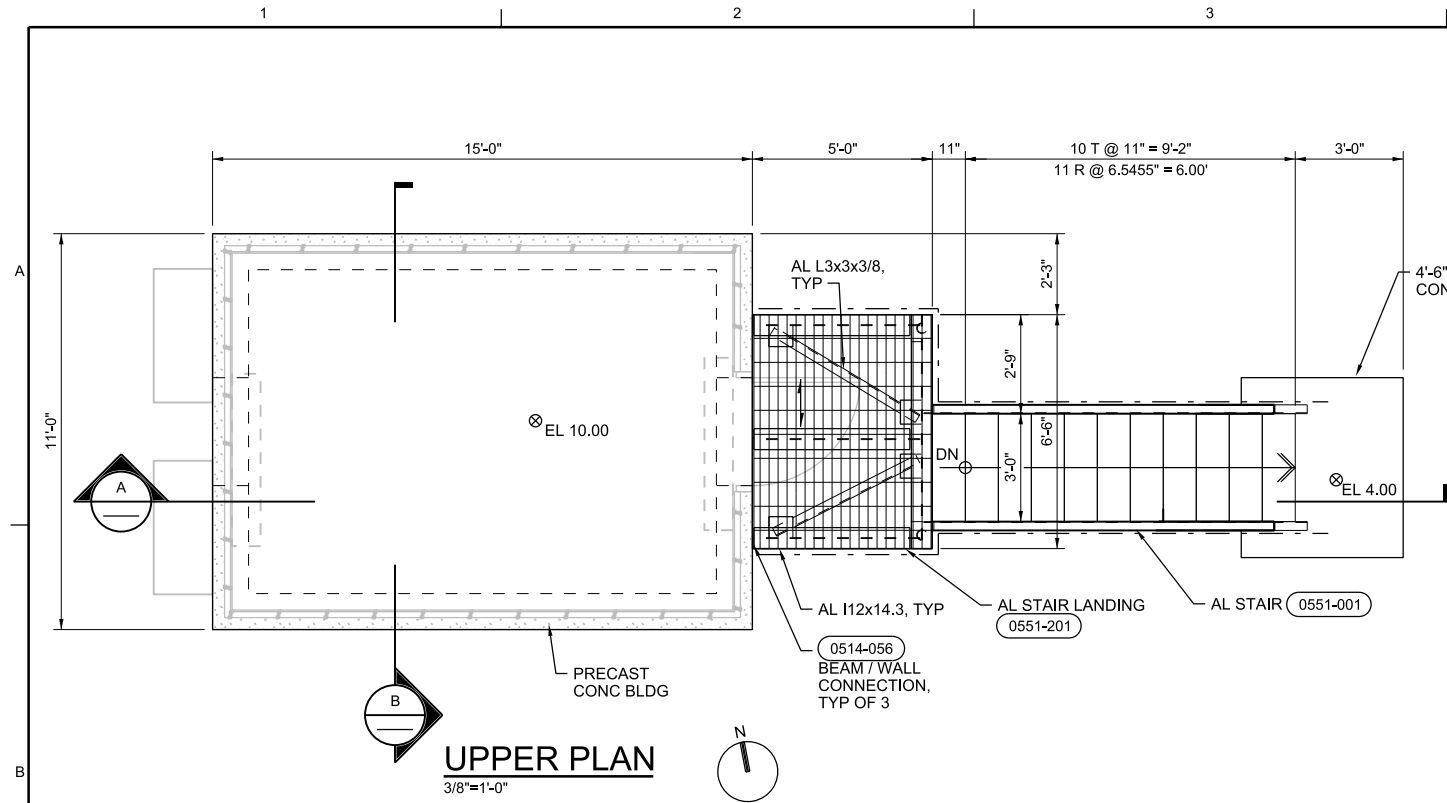 1
2
3
A
B
15'-0"
5'-0"
11"
10 T @ 11" = 9'-2"
11 R @ 6.5455" = 6.00'
3'-0"
2'-3"
AL L3x3x3/8,
TYP
4'-6"
2'-9"
6'-6"
11'-0"
EL 10.00
DN
3'-0"
EL 4.00
A
AL I12x14.3, TYP
AL STAIR LANDING
0551-201
AL STAIR 0551-001
0514-056
BEAM / WALL
CONNECTION,
TYP OF 3
PRECAST
CONC BLDG
B
N
UPPER PLAN
3/8"=1'-0"